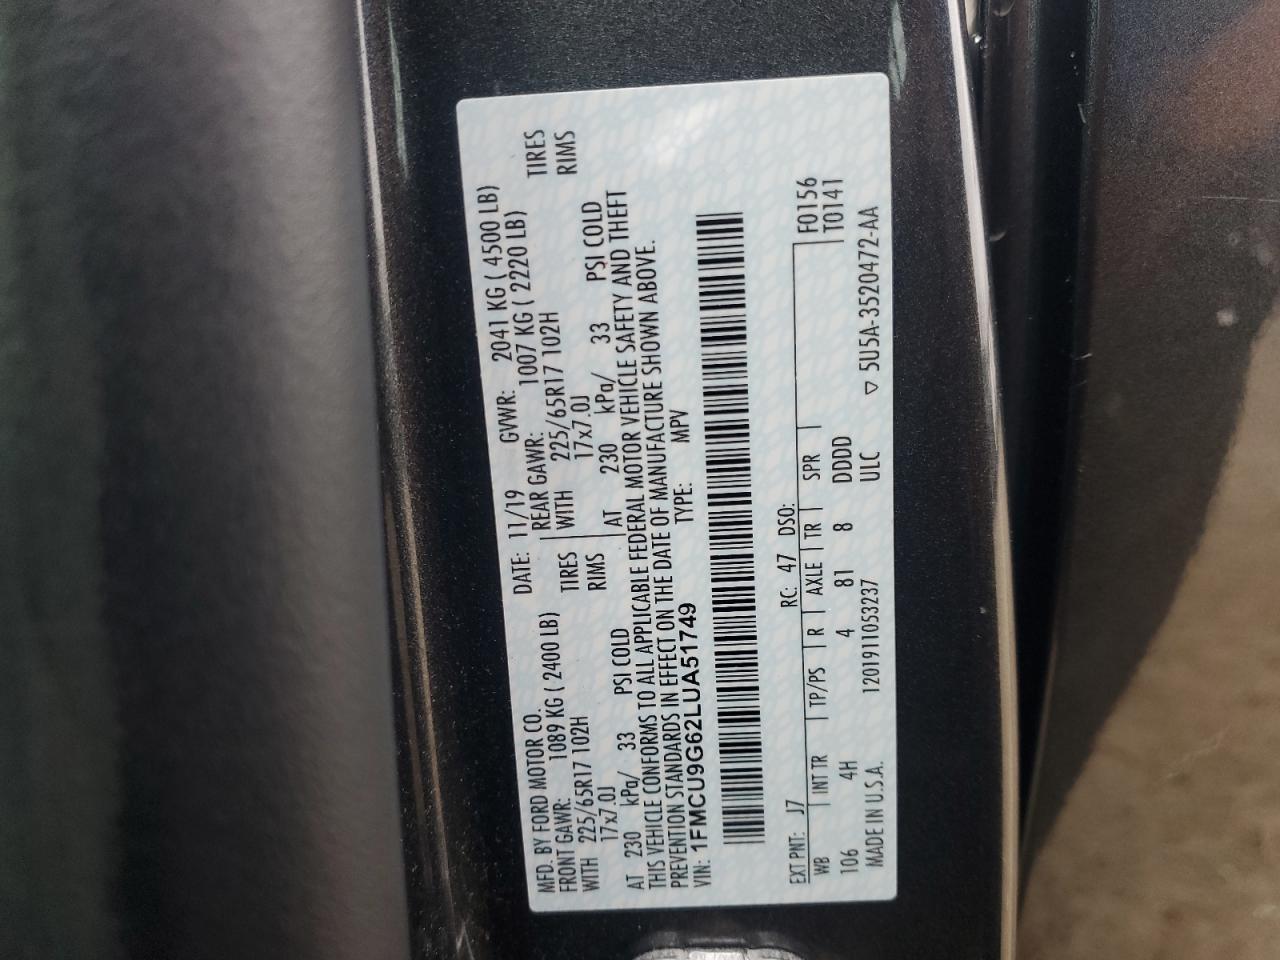 MFD. BY FORD MOTOR CO.
DATE: 11/19 GVWR: 2041 KG ( 4500 LB)
FRONT GAWR: 1089 KG ( 2400 LB) REAR GAWR: 1007 KG ( 2220 LB)
WITH 225/65R17 102H TIRES WITH 225/65R17 102H TIRES
17x7.0J RIMS 17x7.0J RIMS
AT 230 kPa/ 33 PSI COLD AT 230 kPa/ 33 PSI COLD
THIS VEHICLE CONFORMS TO ALL APPLICABLE FEDERAL MOTOR VEHICLE SAFETY AND THEFT
PREVENTION STANDARDS IN EFFECT ON THE DATE OF MANUFACTURE SHOWN ABOVE.
VIN: 1FMCU9G62LUA51749 TYPE: MPV
EXT PNT: J7 RC: 47 DSO: F0156
WB INT TR TP/PS R AXLE TR SPR T0141
106 4H 4 81 8 DDDD
MADE IN U.S.A. 1201911053237 ULC ▽ 5U5A-3520472-AA